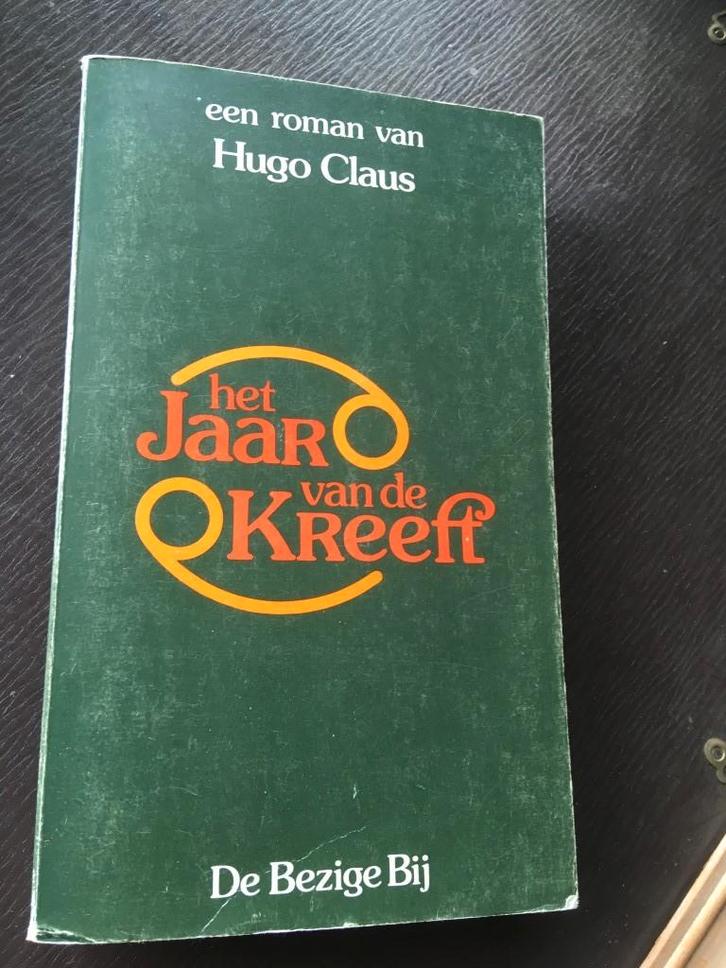 een roman van
Hugo Claus
het
Jaar
van de
Kreeft
De Bezige Bij